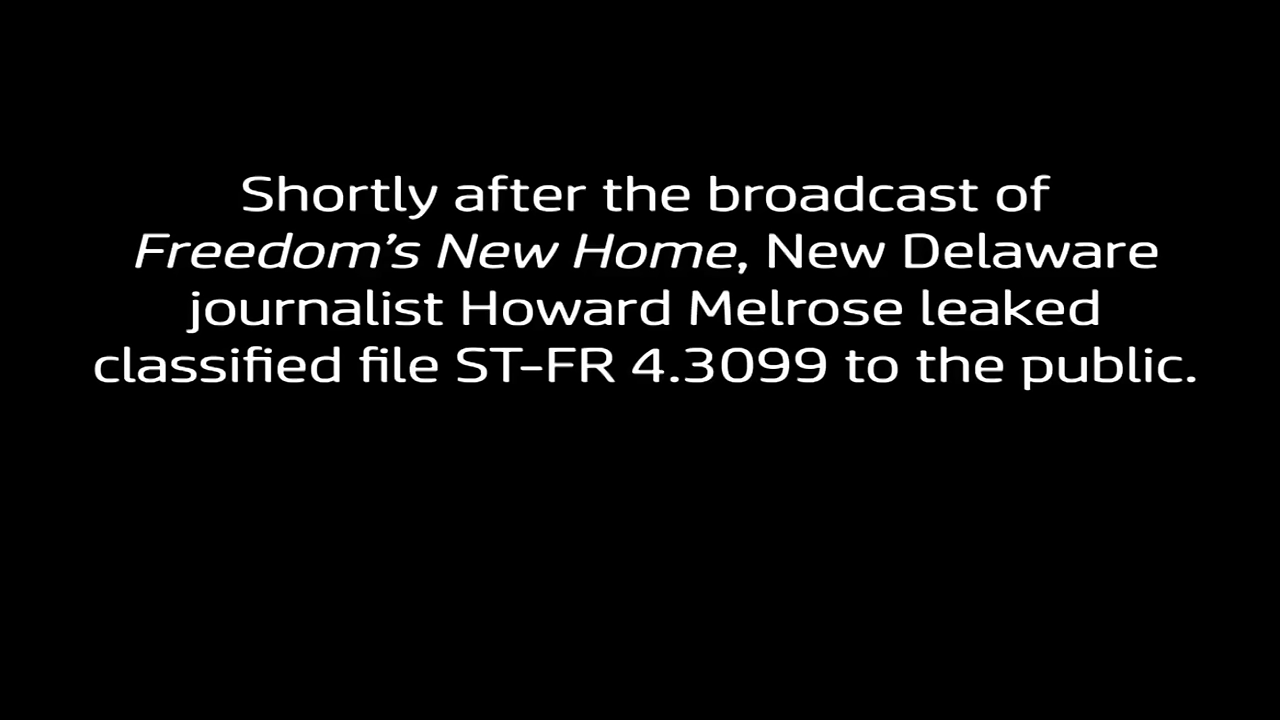 Shortly after the broadcast of
Freedom’s New Home, New Delaware
journalist Howard Melrose leaked
classified file ST-FR 4.3099 to the public.